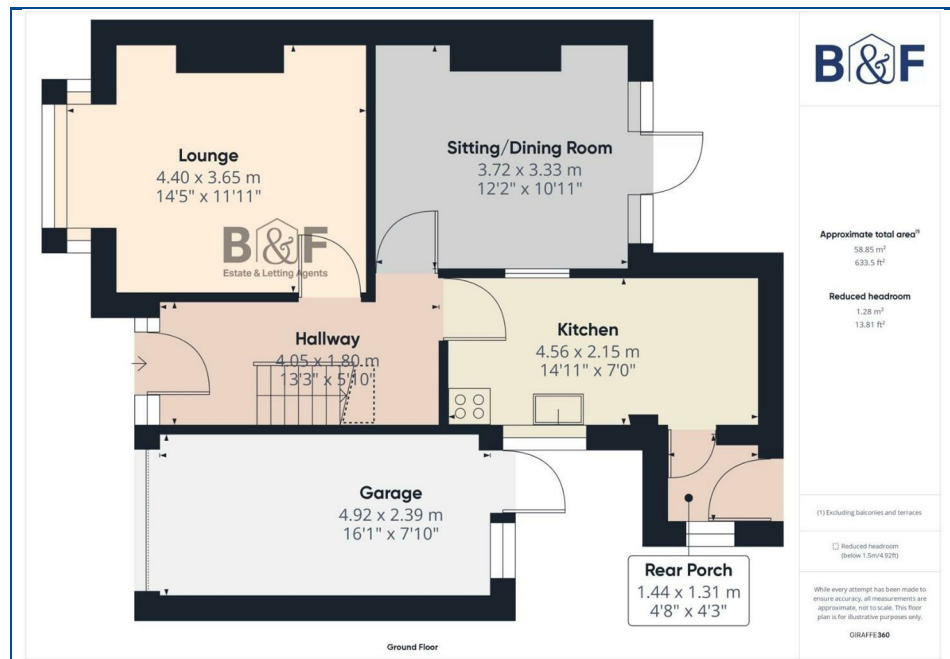 Lounge
4.40 x 3.65 m
14'5" x 11'11"
B&F
Estate & Letting Agents
Sitting/Dining Room
3.72 x 3.33 m
12'2" x 10'11"
Hallway
4.05 x 1.80 m
13'3" x 5'10"
Kitchen
4.56 x 2.15 m
14'11" x 7'0"
Garage
4.92 x 2.39 m
16'1" x 7'10"
Rear Porch
1.44 x 1.31 m
4'8" x 4'3"
Ground Floor
B&F
Approximate total area(1)
58.85 m²
633.5 ft²
Reduced headroom
1.28 m²
13.81 ft²
(1) Excluding balconies and terraces
Reduced headroom
(below 1.5m/4.92ft)
While every attempt has been made to
ensure accuracy, all measurements are
approximate, not to scale. This floor
plan is for illustrative purposes only.
GIRAFFE360